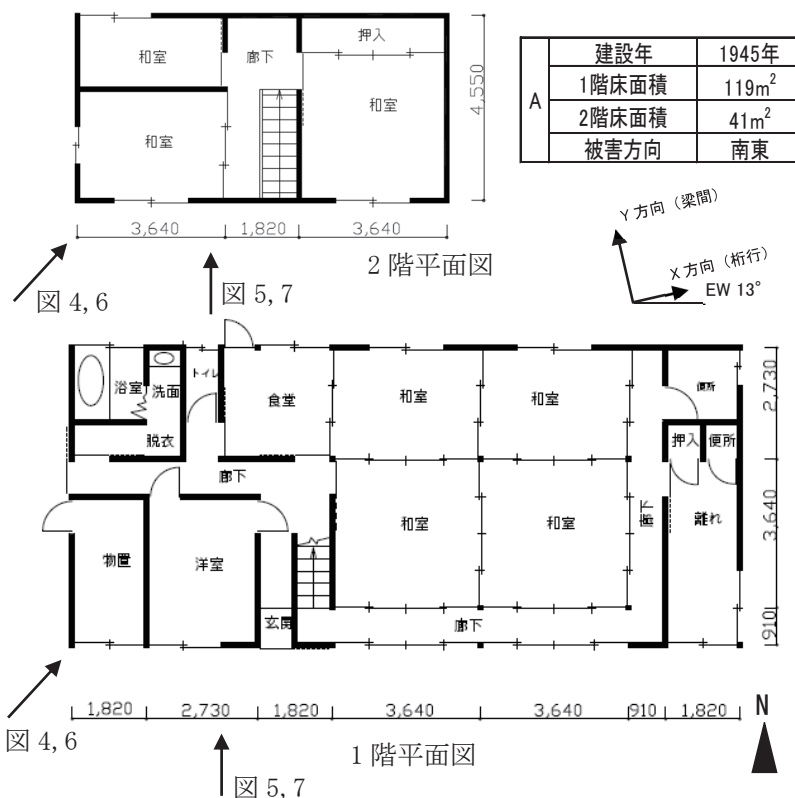 和室
廊下
押入
和室
和室
4,550
3,640
1,820
3,640
2階平面図
図 4,6
図 5,7
A
建設年 1945年
1階床面積 119m²
2階床面積 41m²
被害方向 南東
Y方向（梁間）
X方向（桁行）
EW 13°
浴室
洗面
トイレ
脱衣
食堂
和室
和室
便所
押入
便所
廊下
和室
和室
廊下
離れ
物置
洋室
玄関
廊下
2,730
3,640
910
1,820
2,730
1,820
3,640
3,640
910
1,820
N
図 4,6
1階平面図
図 5,7